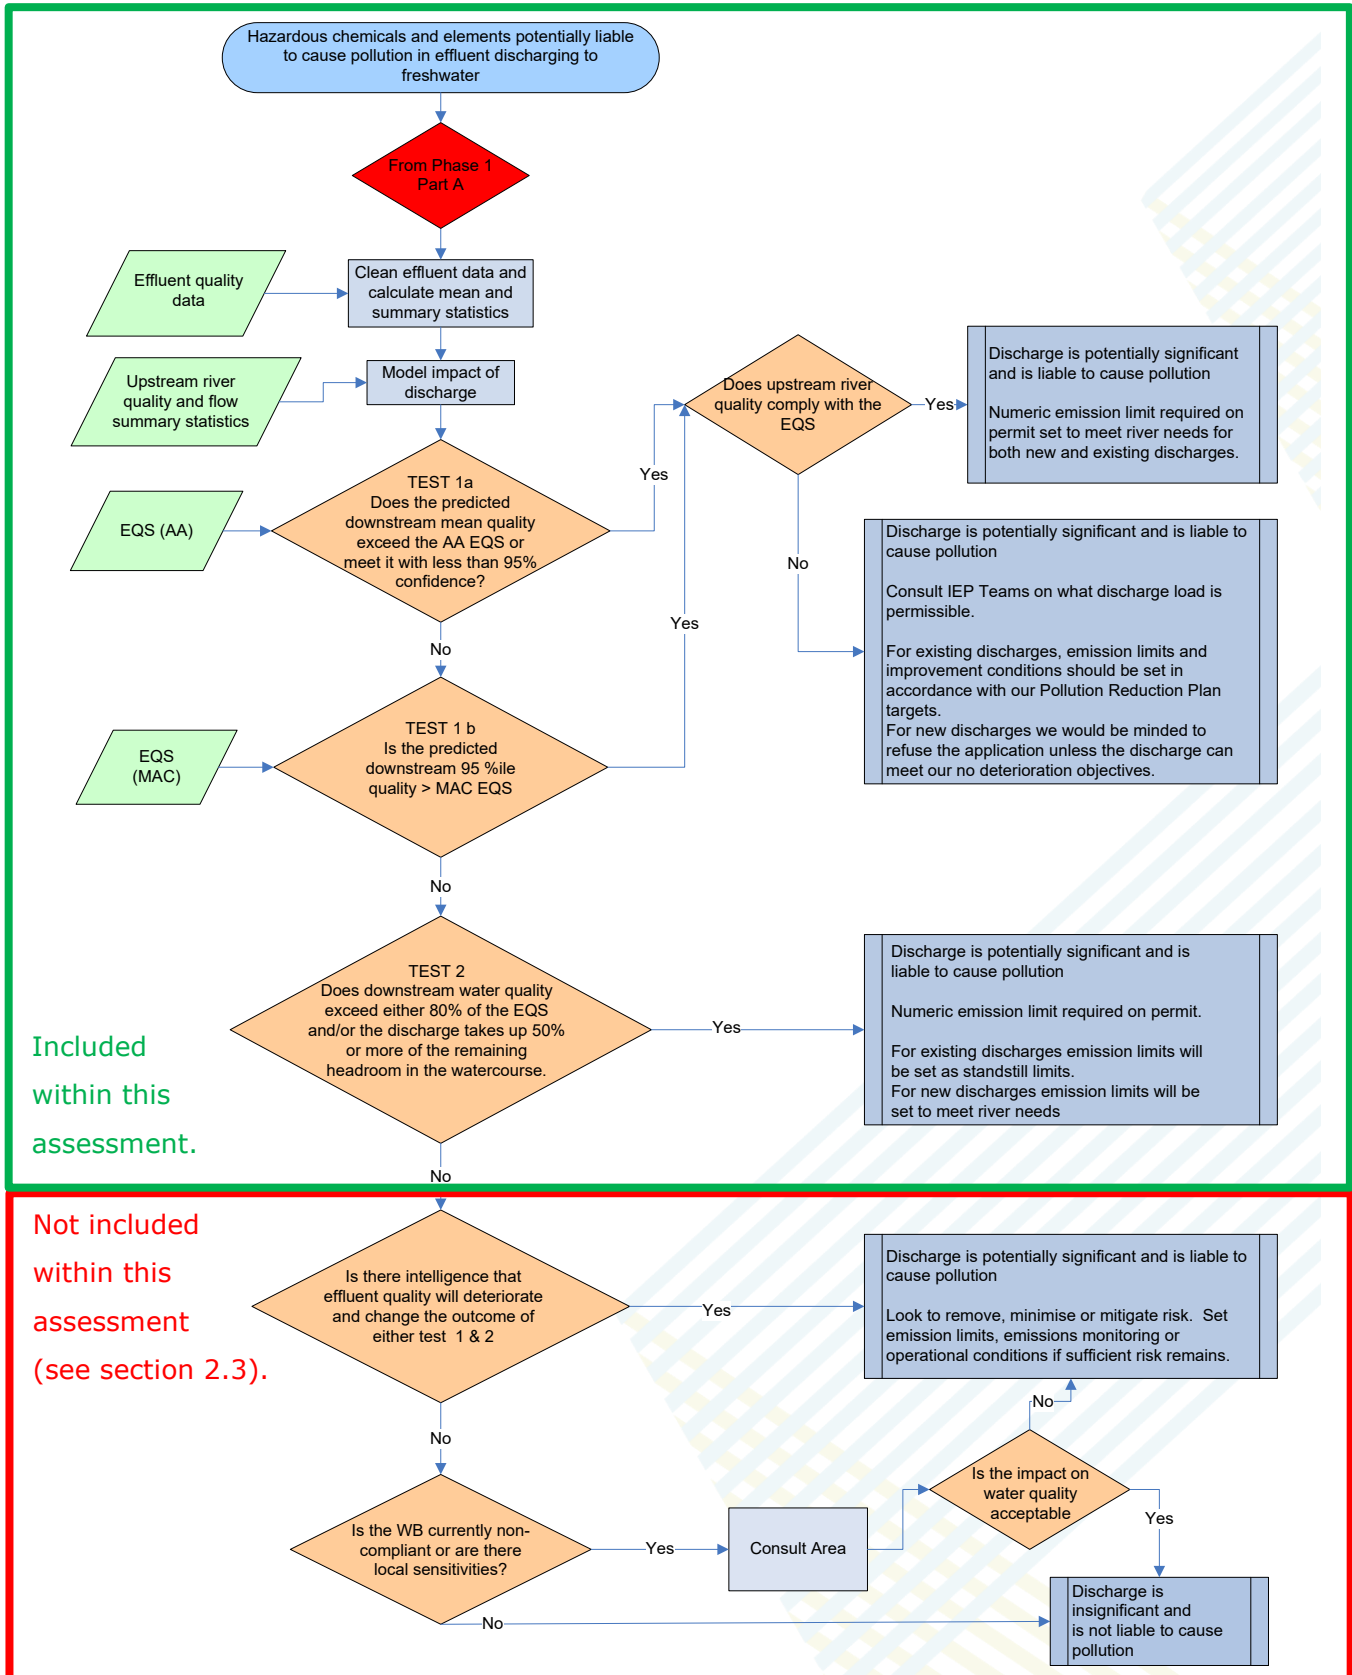 Hazardous chemicals and elements potentially liable
to cause pollution in effluent discharging to
freshwater
From Phase 1
Part A
Effluent quality
data
Clean effluent data and
calculate mean and
summary statistics
Upstream river
quality and flow
summary statistics
Model impact of
discharge
Does upstream river
quality comply with the
EQS
Yes
Discharge is potentially significant
and is liable to cause pollution
Numeric emission limit required on
permit set to meet river needs for
both new and existing discharges.
EQS (AA)
TEST 1a
Does the predicted
downstream mean quality
exceed the AA EQS or
meet it with less than 95%
confidence?
Yes
No
Discharge is potentially significant and is liable to
cause pollution
Consult IEP Teams on what discharge load is
permissible.
For existing discharges, emission limits and
improvement conditions should be set in
accordance with our Pollution Reduction Plan
targets.
For new discharges we would be minded to
refuse the application unless the discharge can
meet our no deterioration objectives.
No
Yes
EQS
(MAC)
TEST 1 b
Is the predicted
downstream 95 %ile
quality > MAC EQS
No
TEST 2
Does downstream water quality
exceed either 80% of the EQS
and/or the discharge takes up 50%
or more of the remaining
headroom in the watercourse.
Yes
Discharge is potentially significant and is
liable to cause pollution
Numeric emission limit required on permit.
For existing discharges emission limits will
be set as standstill limits.
For new discharges emission limits will be
set to meet river needs
Included
within this
assessment.
No
Not included
within this
assessment
(see section 2.3).
Is there intelligence that
effluent quality will deteriorate
and change the outcome of
either test 1 & 2
Yes
Discharge is potentially significant and is liable to
cause pollution
Look to remove, minimise or mitigate risk. Set
emission limits, emissions monitoring or
operational conditions if sufficient risk remains.
No
No
Is the WB currently non-
compliant or are there
local sensitivities?
Yes
Consult Area
Is the impact on
water quality
acceptable
Yes
No
Discharge is
insignificant and
is not liable to cause
pollution